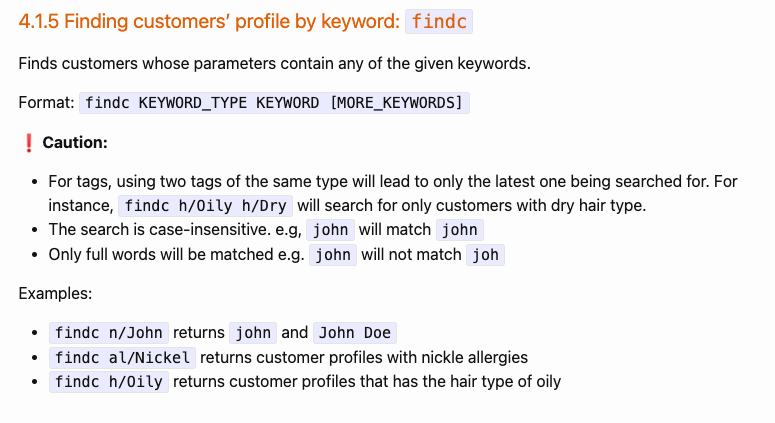 4.1.5 Finding customers’ profile by keyword: findc
Finds customers whose parameters contain any of the given keywords.
Format: findc KEYWORD_TYPE KEYWORD [MORE_KEYWORDS]
❗ Caution:
• For tags, using two tags of the same type will lead to only the latest one being searched for. For
instance, findc h/Oily h/Dry will search for only customers with dry hair type.
• The search is case-insensitive. e.g, john will match john
• Only full words will be matched e.g. john will not match joh
Examples:
• findc n/John returns john and John Doe
• findc al/Nickel returns customer profiles with nickle allergies
• findc h/Oily returns customer profiles that has the hair type of oily